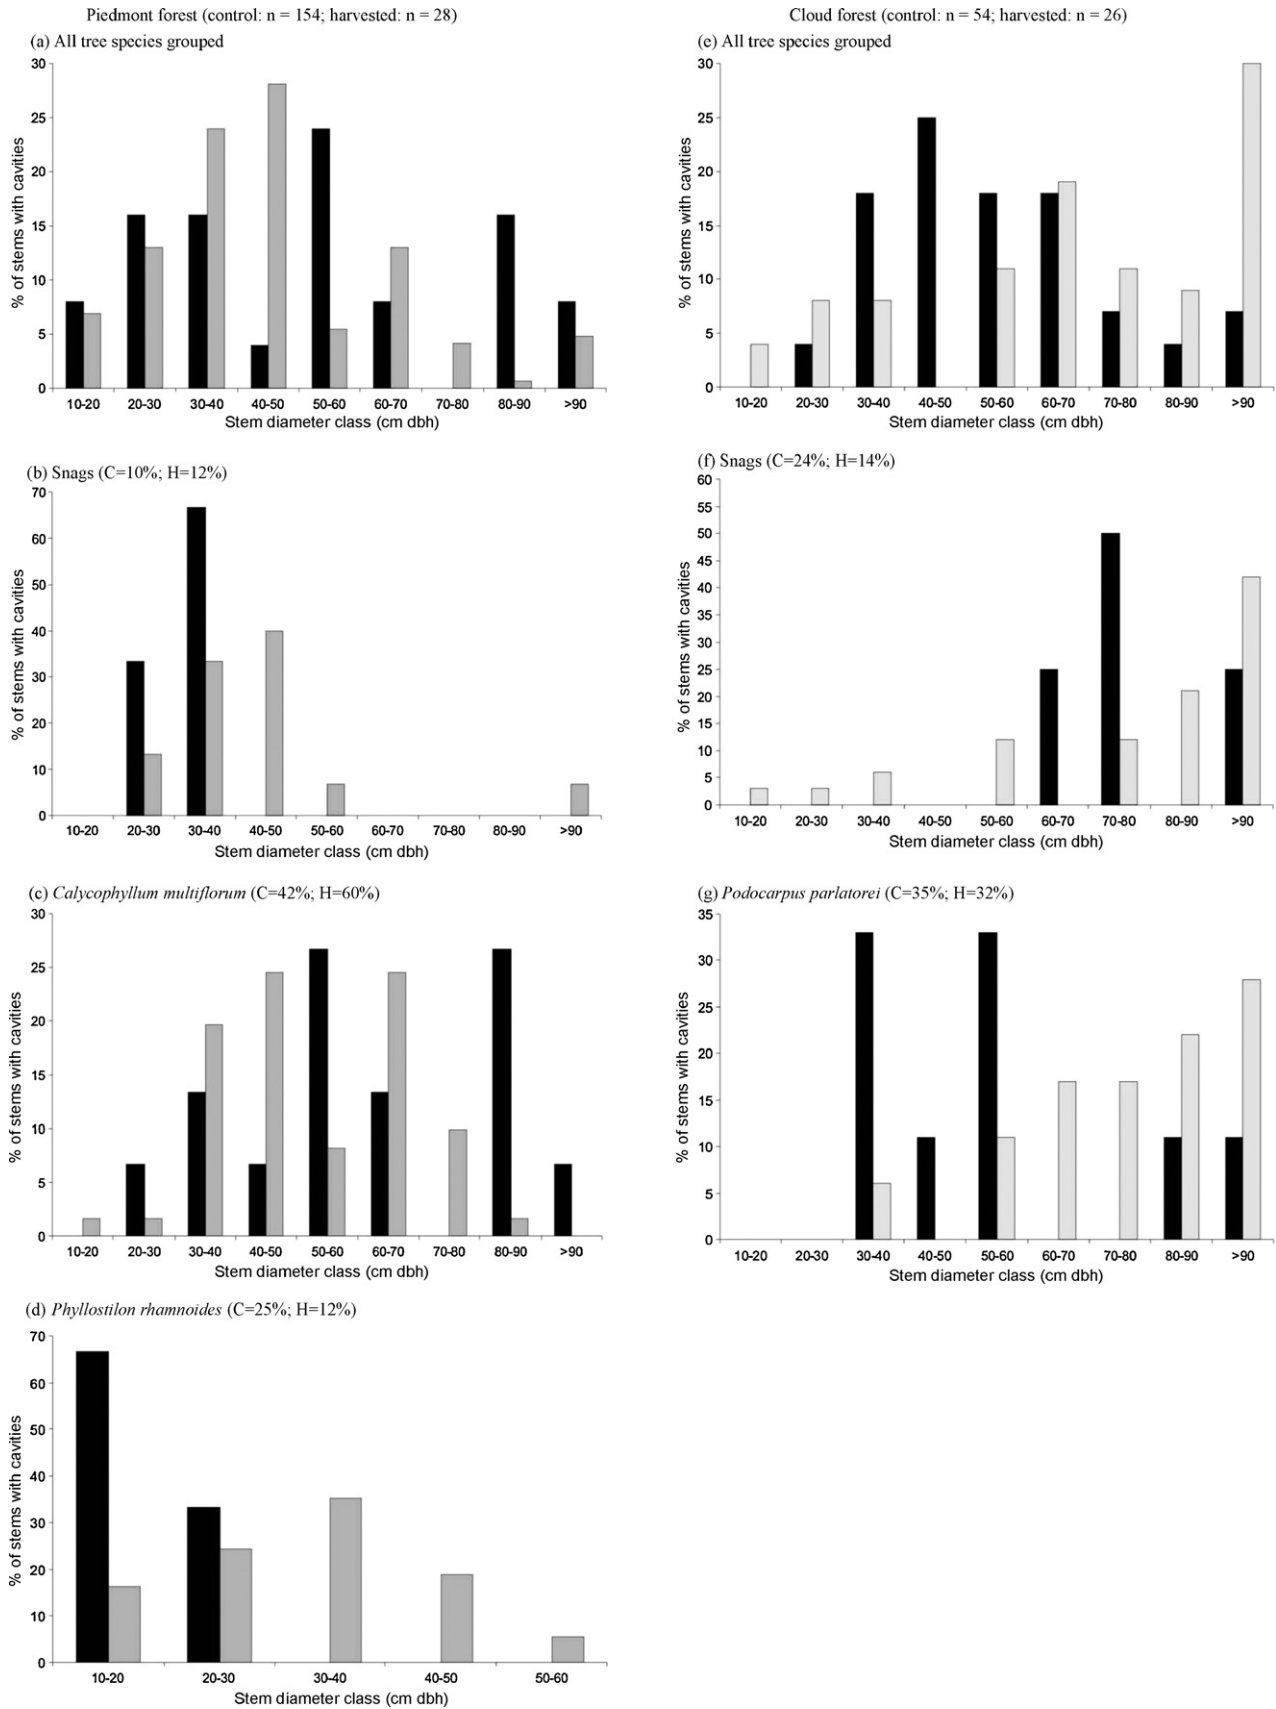 Piedmont forest (control: n = 154; harvested: n = 28)
(a) All tree species grouped
30
25
20
15
10
5
0
% of stems with cavities
10-20 20-30 30-40 40-50 50-60 60-70 70-80 80-90 >90
Stem diameter class (cm dbh)
(b) Snags (C=10%; H=12%)
70
60
50
40
30
20
10
0
% of stems with cavities
10-20 20-30 30-40 40-50 50-60 60-70 70-80 80-90 >90
Stem diameter class (cm dbh)
(c) Calycophyllum multiflorum (C=42%; H=60%)
30
25
20
15
10
5
0
% of stems with cavities
10-20 20-30 30-40 40-50 50-60 60-70 70-80 80-90 >90
Stem diameter class (cm dbh)
(d) Phyllostilon rhamnoides (C=25%; H=12%)
70
60
50
40
30
20
10
0
% of stems with cavities
10-20 20-30 30-40 40-50 50-60
Stem diameter class (cm dbh)
Cloud forest (control: n = 54; harvested: n = 26)
(e) All tree species grouped
30
25
20
15
10
5
0
% of stems with cavities
10-20 20-30 30-40 40-50 50-60 60-70 70-80 80-90 >90
Stem diameter class (cm dbh)
(f) Snags (C=24%; H=14%)
60
55
50
45
40
35
30
25
20
15
10
5
0
% of stems with cavities
10-20 20-30 30-40 40-50 50-60 60-70 70-80 80-90 >90
Stem diameter class (cm dbh)
(g) Podocarpus parlatorei (C=35%; H=32%)
35
30
25
20
15
10
5
0
% of stems with cavities
10-20 20-30 30-40 40-50 50-60 60-70 70-80 80-90 >90
Stem diameter class (cm dbh)